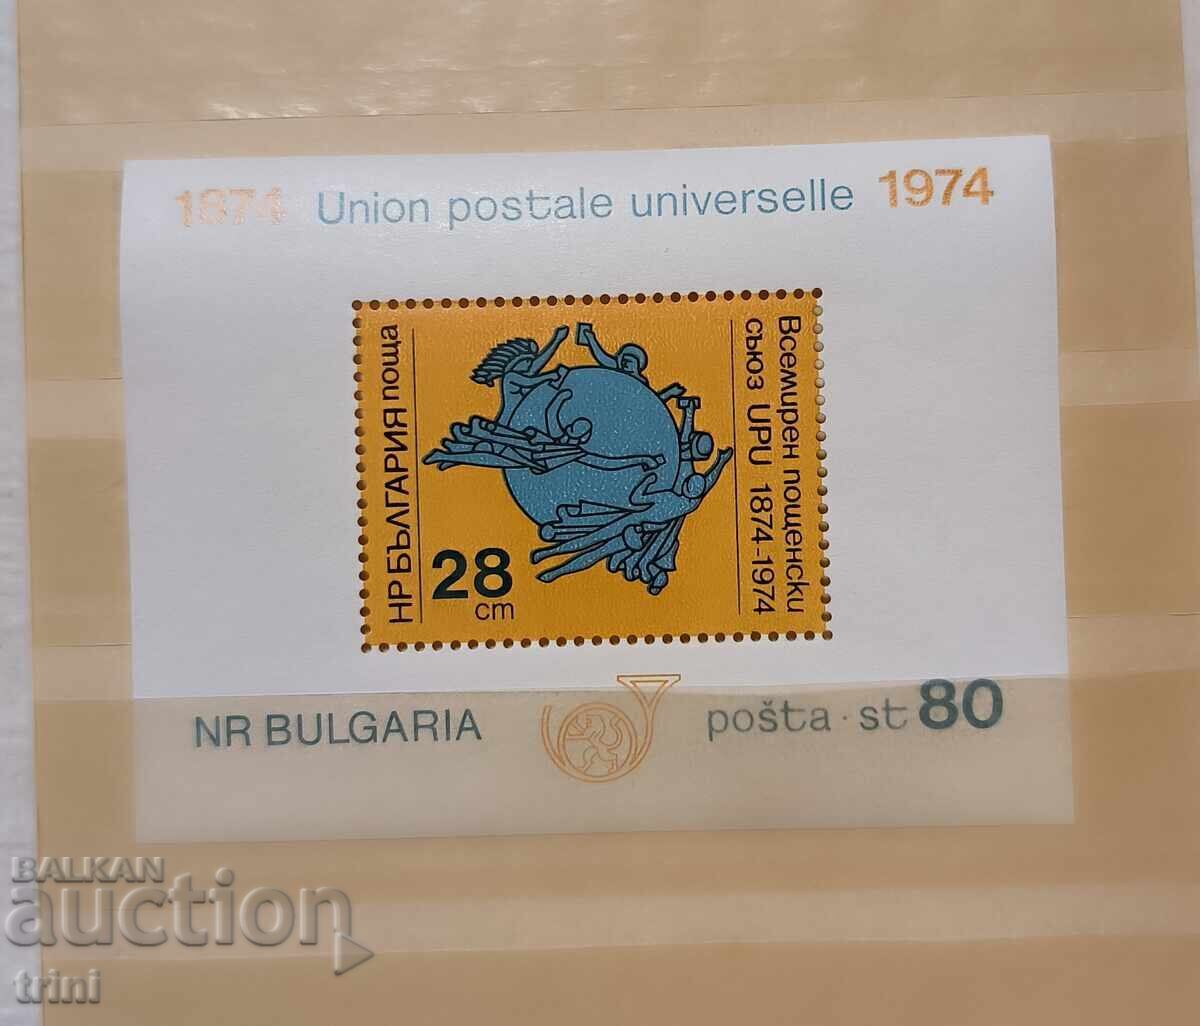 1874 Union postale universelle 1974
НР БЪЛГАРИЯ поща
28
ст
Всемирен пощенски
съюз UPU 1874-1974
NR BULGARIA
pošta · st 80
BALKAN
auction
trini